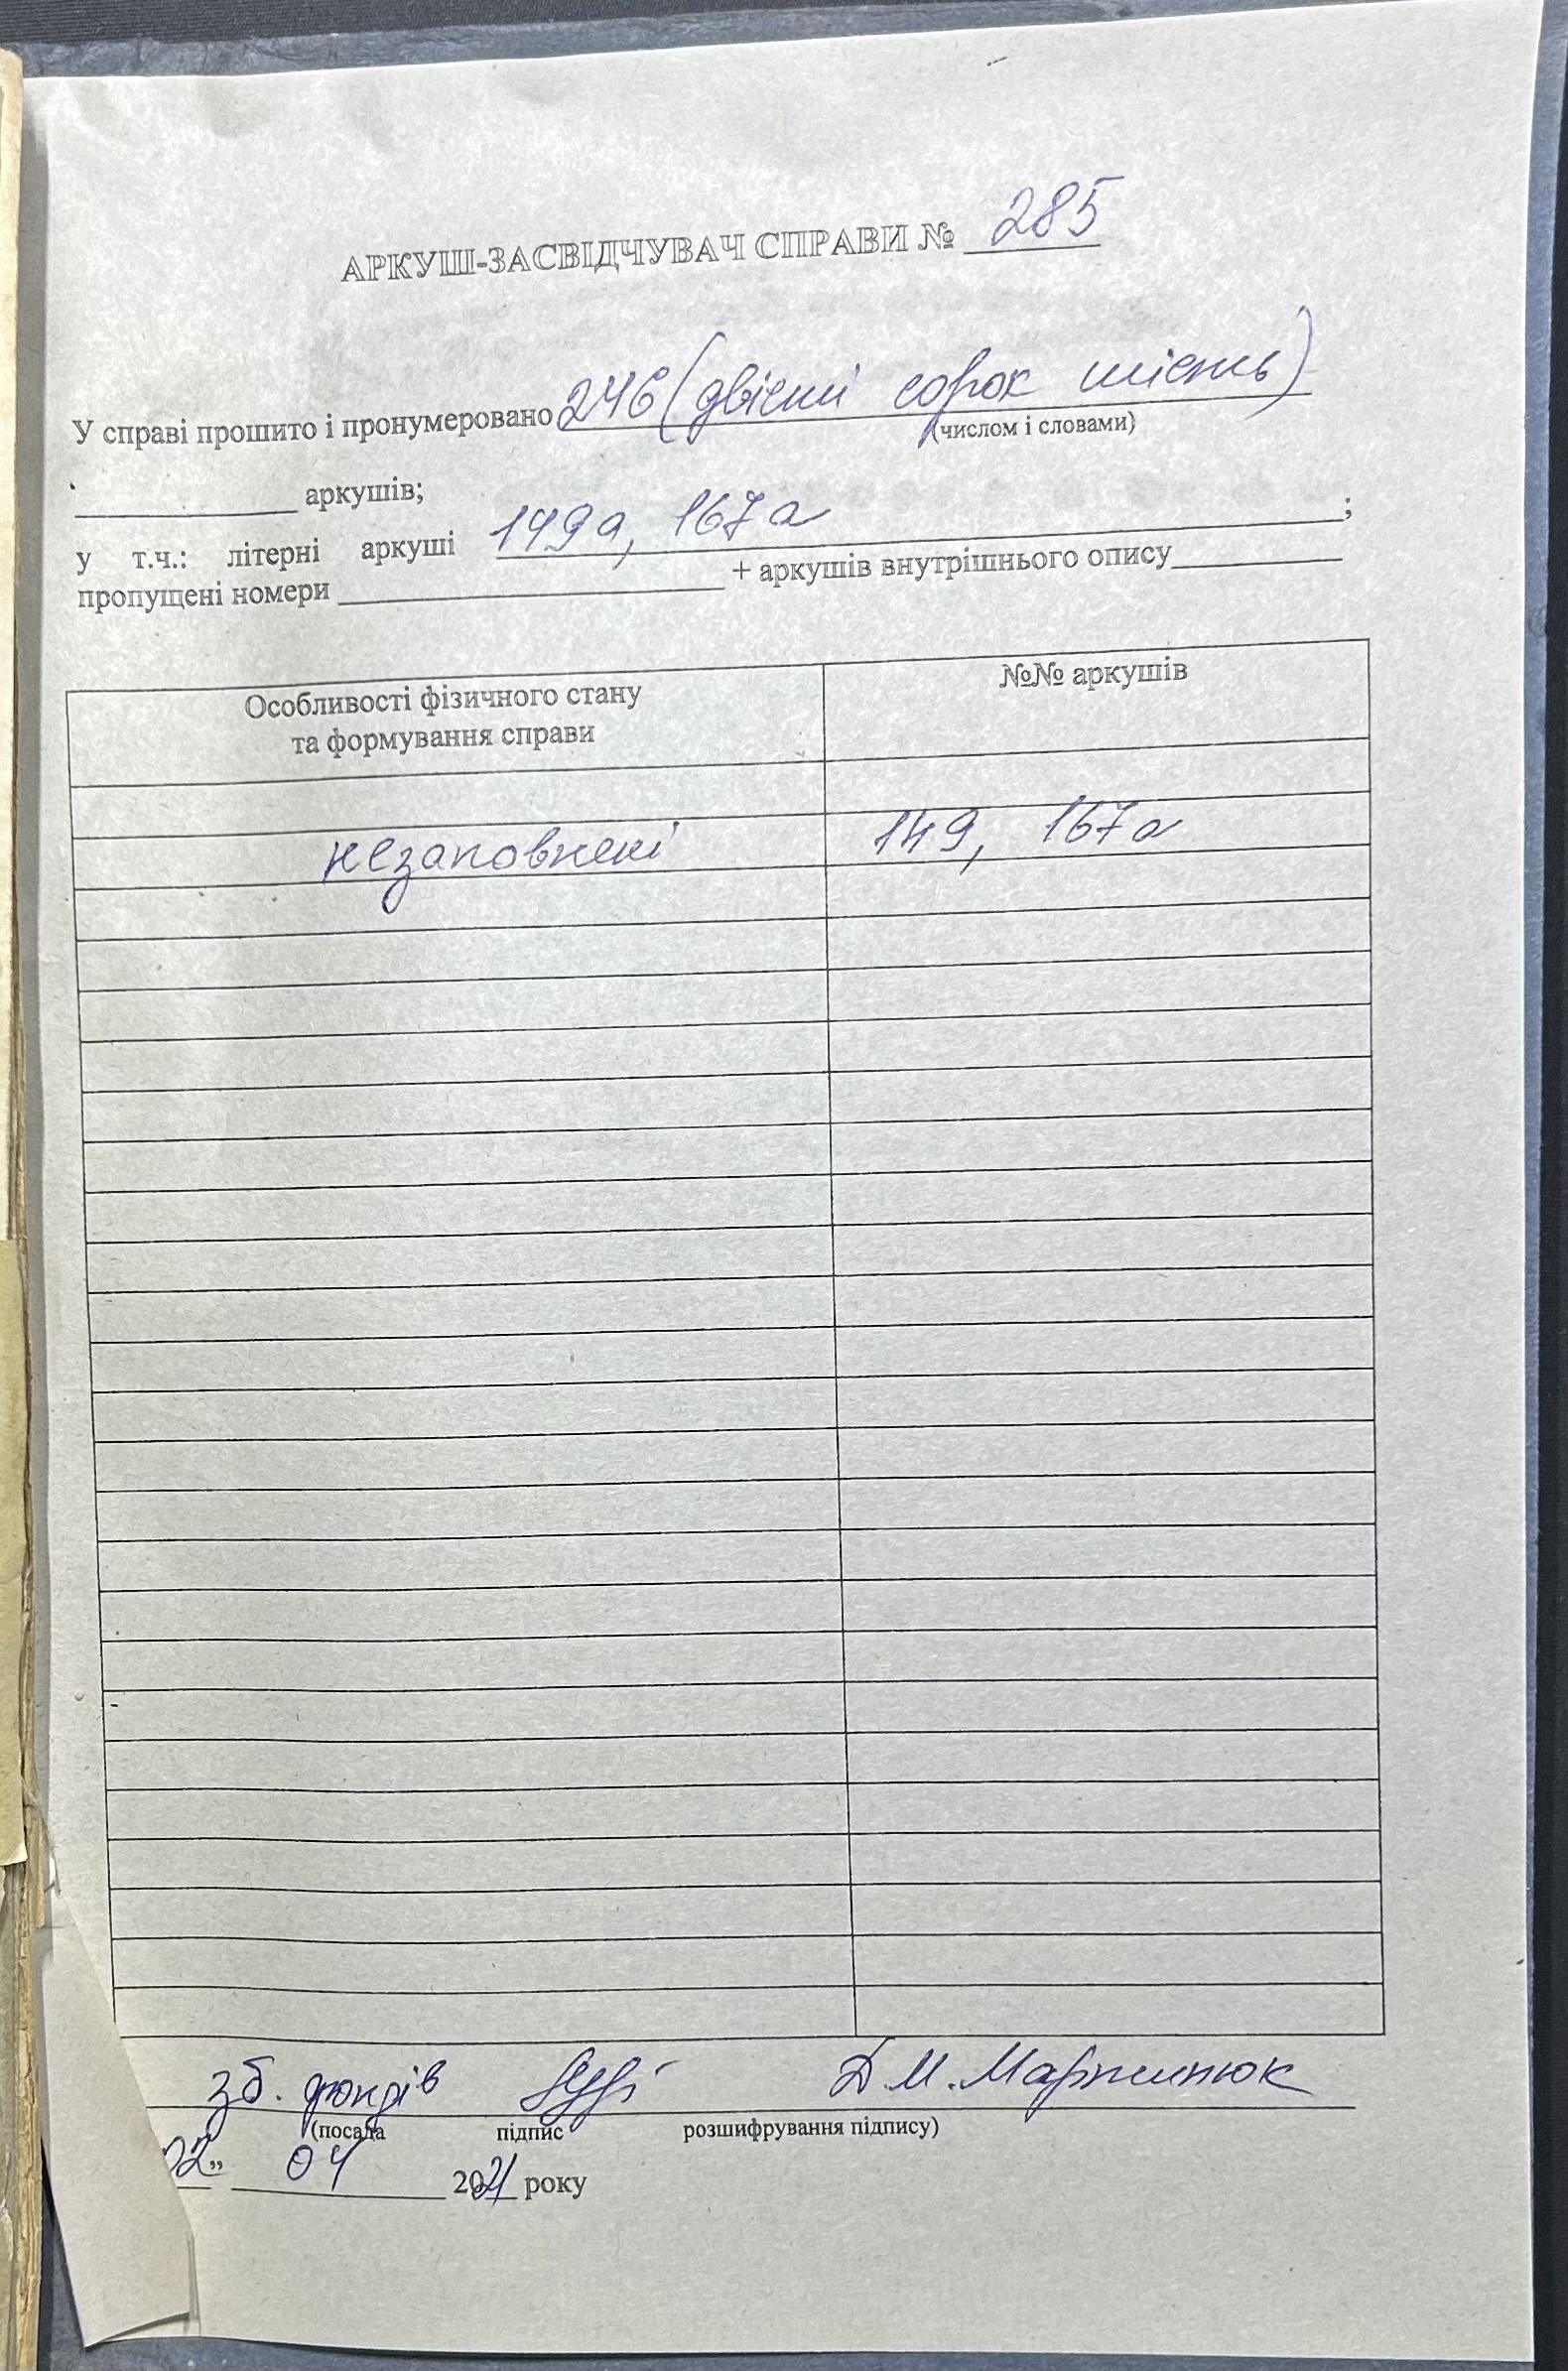 АРКУШ-ЗАСВІДЧУВАЧ СПРАВИ № 285
У справі прошито і пронумеровано 246 (двісті сорок шість)
(числом і словами)
аркушів;
у т.ч.: літерні аркуші 149а, 167а ;
пропущені номери + аркушів внутрішнього опису
Особливості фізичного стану №№ аркушів
та формування справи
незаповнені 149, 167а
зб. фондів Д.М. Мартинюк
(посада підпис розшифрування підпису)
02" 04 2021 року